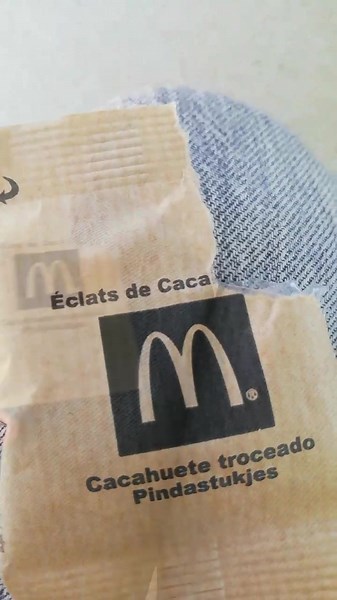 Éclats de Caca
M®
Cacahuete troceado
Pindastukjes